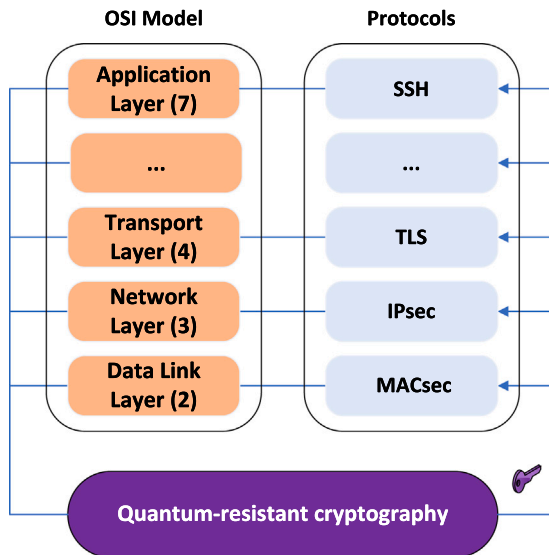 OSI Model
Protocols
Application
Layer (7)
SSH
...
...
Transport
Layer (4)
TLS
Network
Layer (3)
IPsec
Data Link
Layer (2)
MACsec
Quantum-resistant cryptography